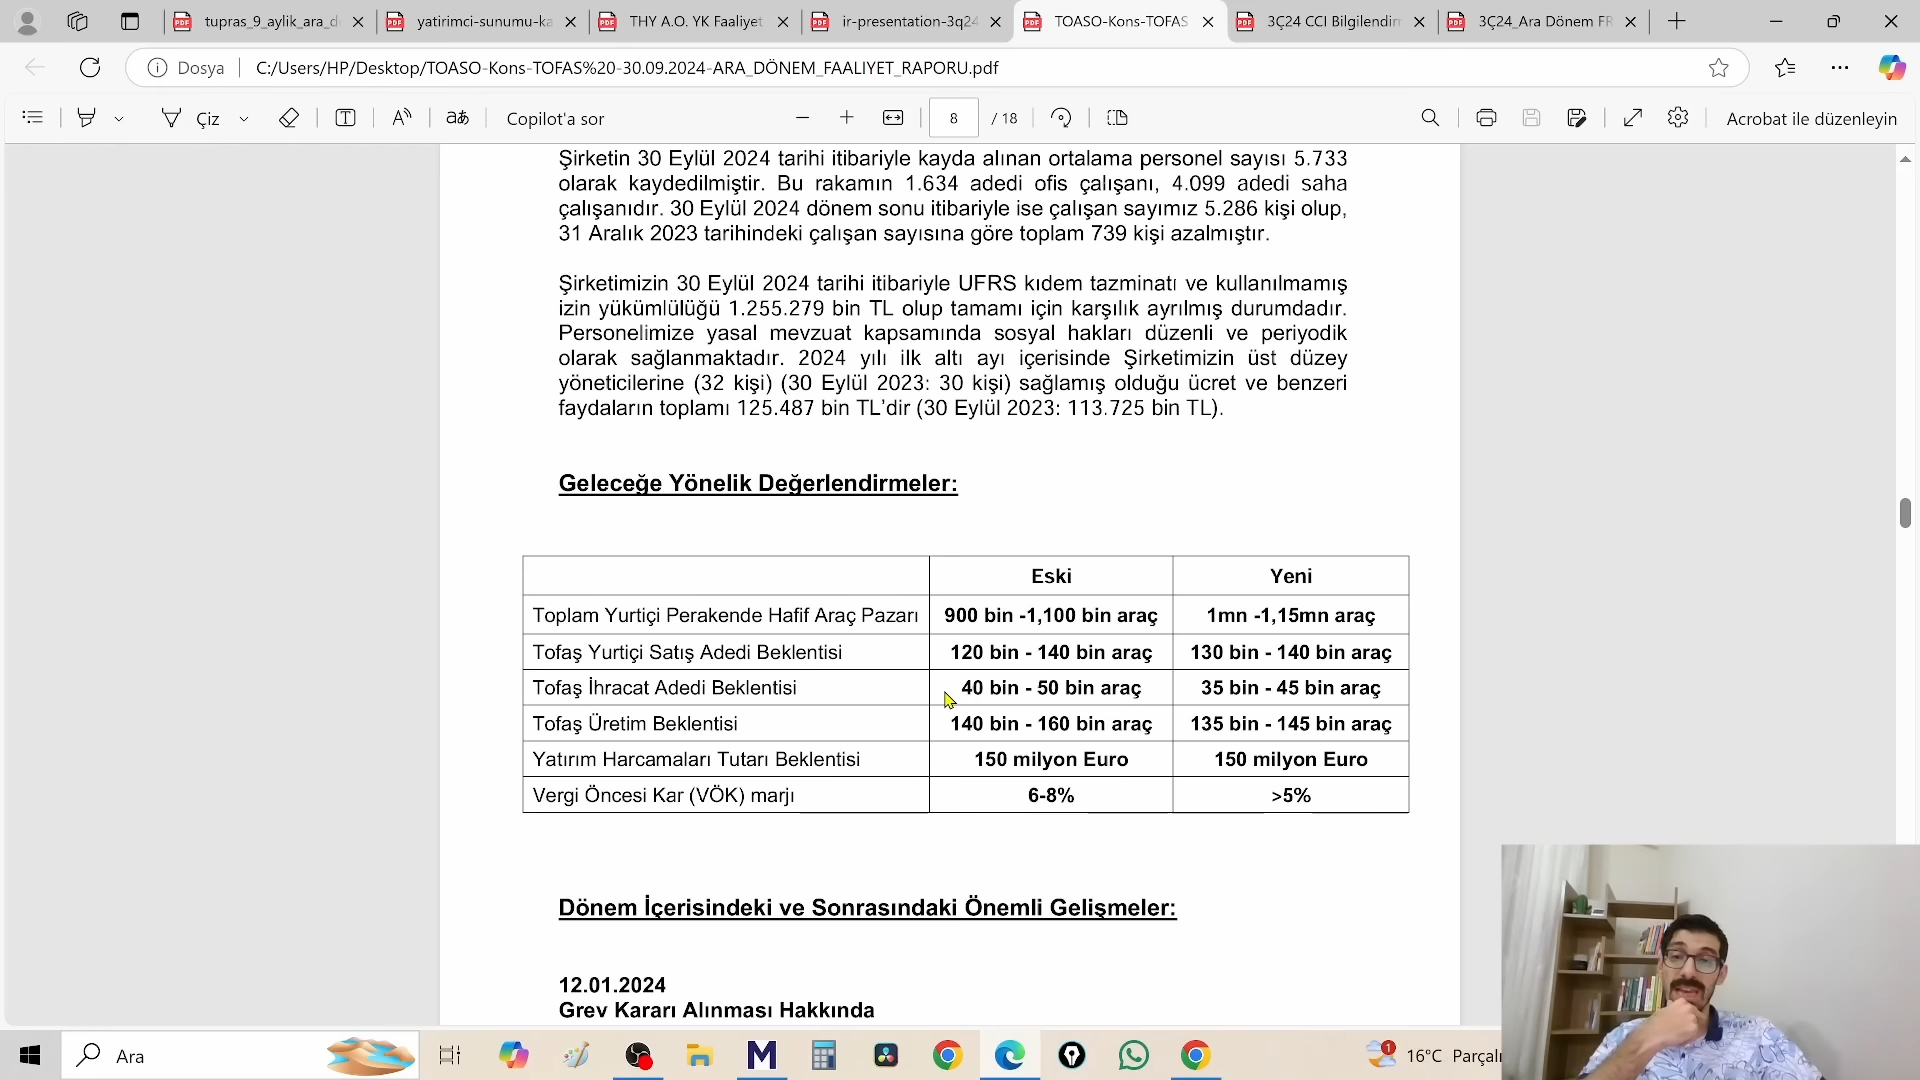 tupras_9_aylik_ara_d
yatirimci-sunumu-ka
THY A.O. YK Faaliyet
ir-presentation-3q24
TOASO-Kons-TOFAS
3Ç24 CCI Bilgilendir
3Ç24_Ara Dönem FR
Dosya
C:/Users/HP/Desktop/TOASO-Kons-TOFAS%20-30.09.2024-ARA_DÖNEM_FAALIYET_RAPORU.pdf
Çiz
Copilot'a sor
8 / 18
Acrobat ile düzenleyin
Şirketin 30 Eylül 2024 tarihi itibariyle kayda alınan ortalama personel sayısı 5.733
olarak kaydedilmiştir. Bu rakamın 1.634 adedi ofis çalışanı, 4.099 adedi saha
çalışanıdır. 30 Eylül 2024 dönem sonu itibariyle ise çalışan sayımız 5.286 kişi olup,
31 Aralık 2023 tarihindeki çalışan sayısına göre toplam 739 kişi azalmıştır.
Şirketimizin 30 Eylül 2024 tarihi itibariyle UFRS kıdem tazminatı ve kullanılmamış
izin yükümlülüğü 1.255.279 bin TL olup tamamı için karşılık ayrılmış durumdadır.
Personelimize yasal mevzuat kapsamında sosyal hakları düzenli ve periyodik
olarak sağlanmaktadır. 2024 yılı ilk altı ayı içerisinde Şirketimizin üst düzey
yöneticilerine (32 kişi) (30 Eylül 2023: 30 kişi) sağlamış olduğu ücret ve benzeri
faydaların toplamı 125.487 bin TL'dir (30 Eylül 2023: 113.725 bin TL).
Geleceğe Yönelik Değerlendirmeler:
Eski Yeni
Toplam Yurtiçi Perakende Hafif Araç Pazarı 900 bin -1,100 bin araç 1mn -1,15mn araç
Tofaş Yurtiçi Satış Adedi Beklentisi 120 bin - 140 bin araç 130 bin - 140 bin araç
Tofaş İhracat Adedi Beklentisi 40 bin - 50 bin araç 35 bin - 45 bin araç
Tofaş Üretim Beklentisi 140 bin - 160 bin araç 135 bin - 145 bin araç
Yatırım Harcamaları Tutarı Beklentisi 150 milyon Euro 150 milyon Euro
Vergi Öncesi Kar (VÖK) marjı 6-8% >5%
Dönem İçerisindeki ve Sonrasındaki Önemli Gelişmeler:
12.01.2024
Grev Kararı Alınması Hakkında
Ara
1
16°C Parçalı